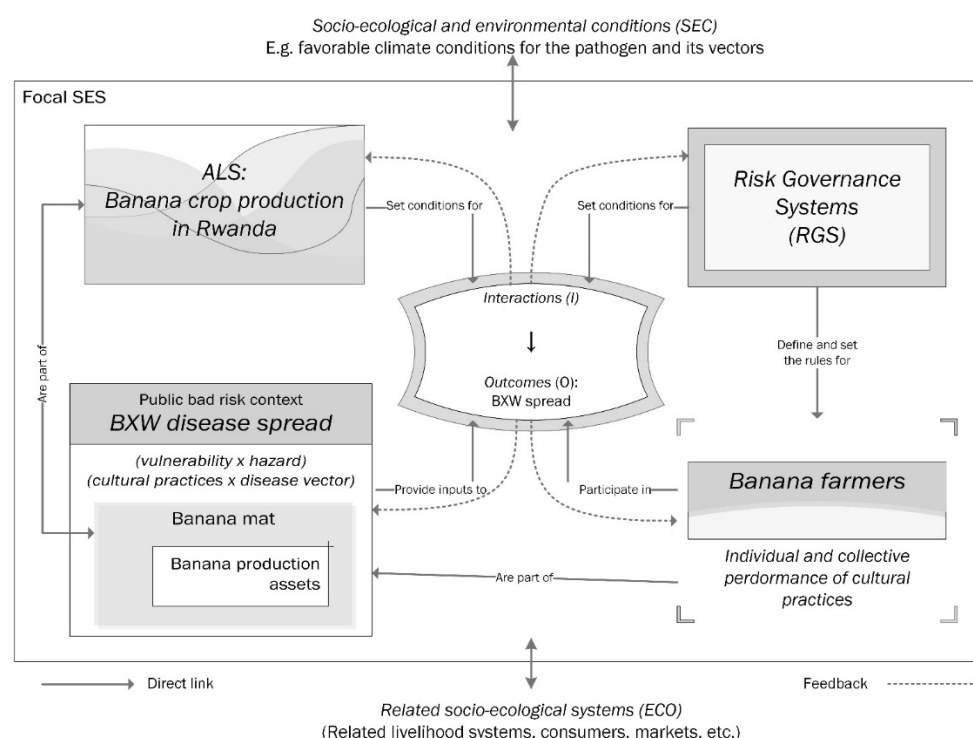 Socio-ecological and environmental conditions (SEC)
E.g. favorable climate conditions for the pathogen and its vectors
Focal SES
ALS:
Banana crop production
in Rwanda
Set conditions for
Set conditions for
Risk Governance
Systems
(RGS)
Interactions (I)
↓
Outcomes (O):
BXW spread
Define and set
the rules for
Are part of
Public bad risk context
BXW disease spread
(vulnerability x hazard)
(cultural practices x disease vector)
Banana mat
Banana production
assets
Provide inputs to
Participate in
Banana farmers
Individual and collective
perdormance of cultural
practices
Are part of
Direct link
Feedback
Related socio-ecological systems (ECO)
(Related livelihood systems, consumers, markets, etc.)